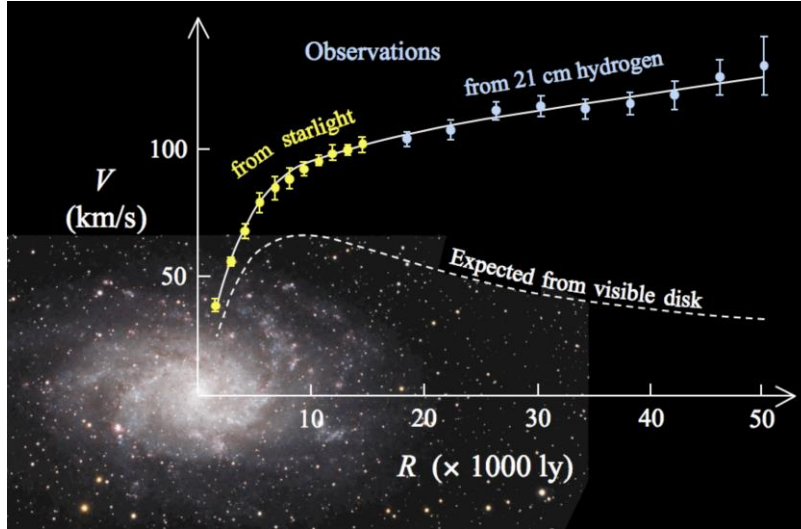 Observations
from 21 cm hydrogen
from starlight
100
V
(km/s)
50
Expected from visible disk
10
20
30
40
50
R (× 1000 ly)